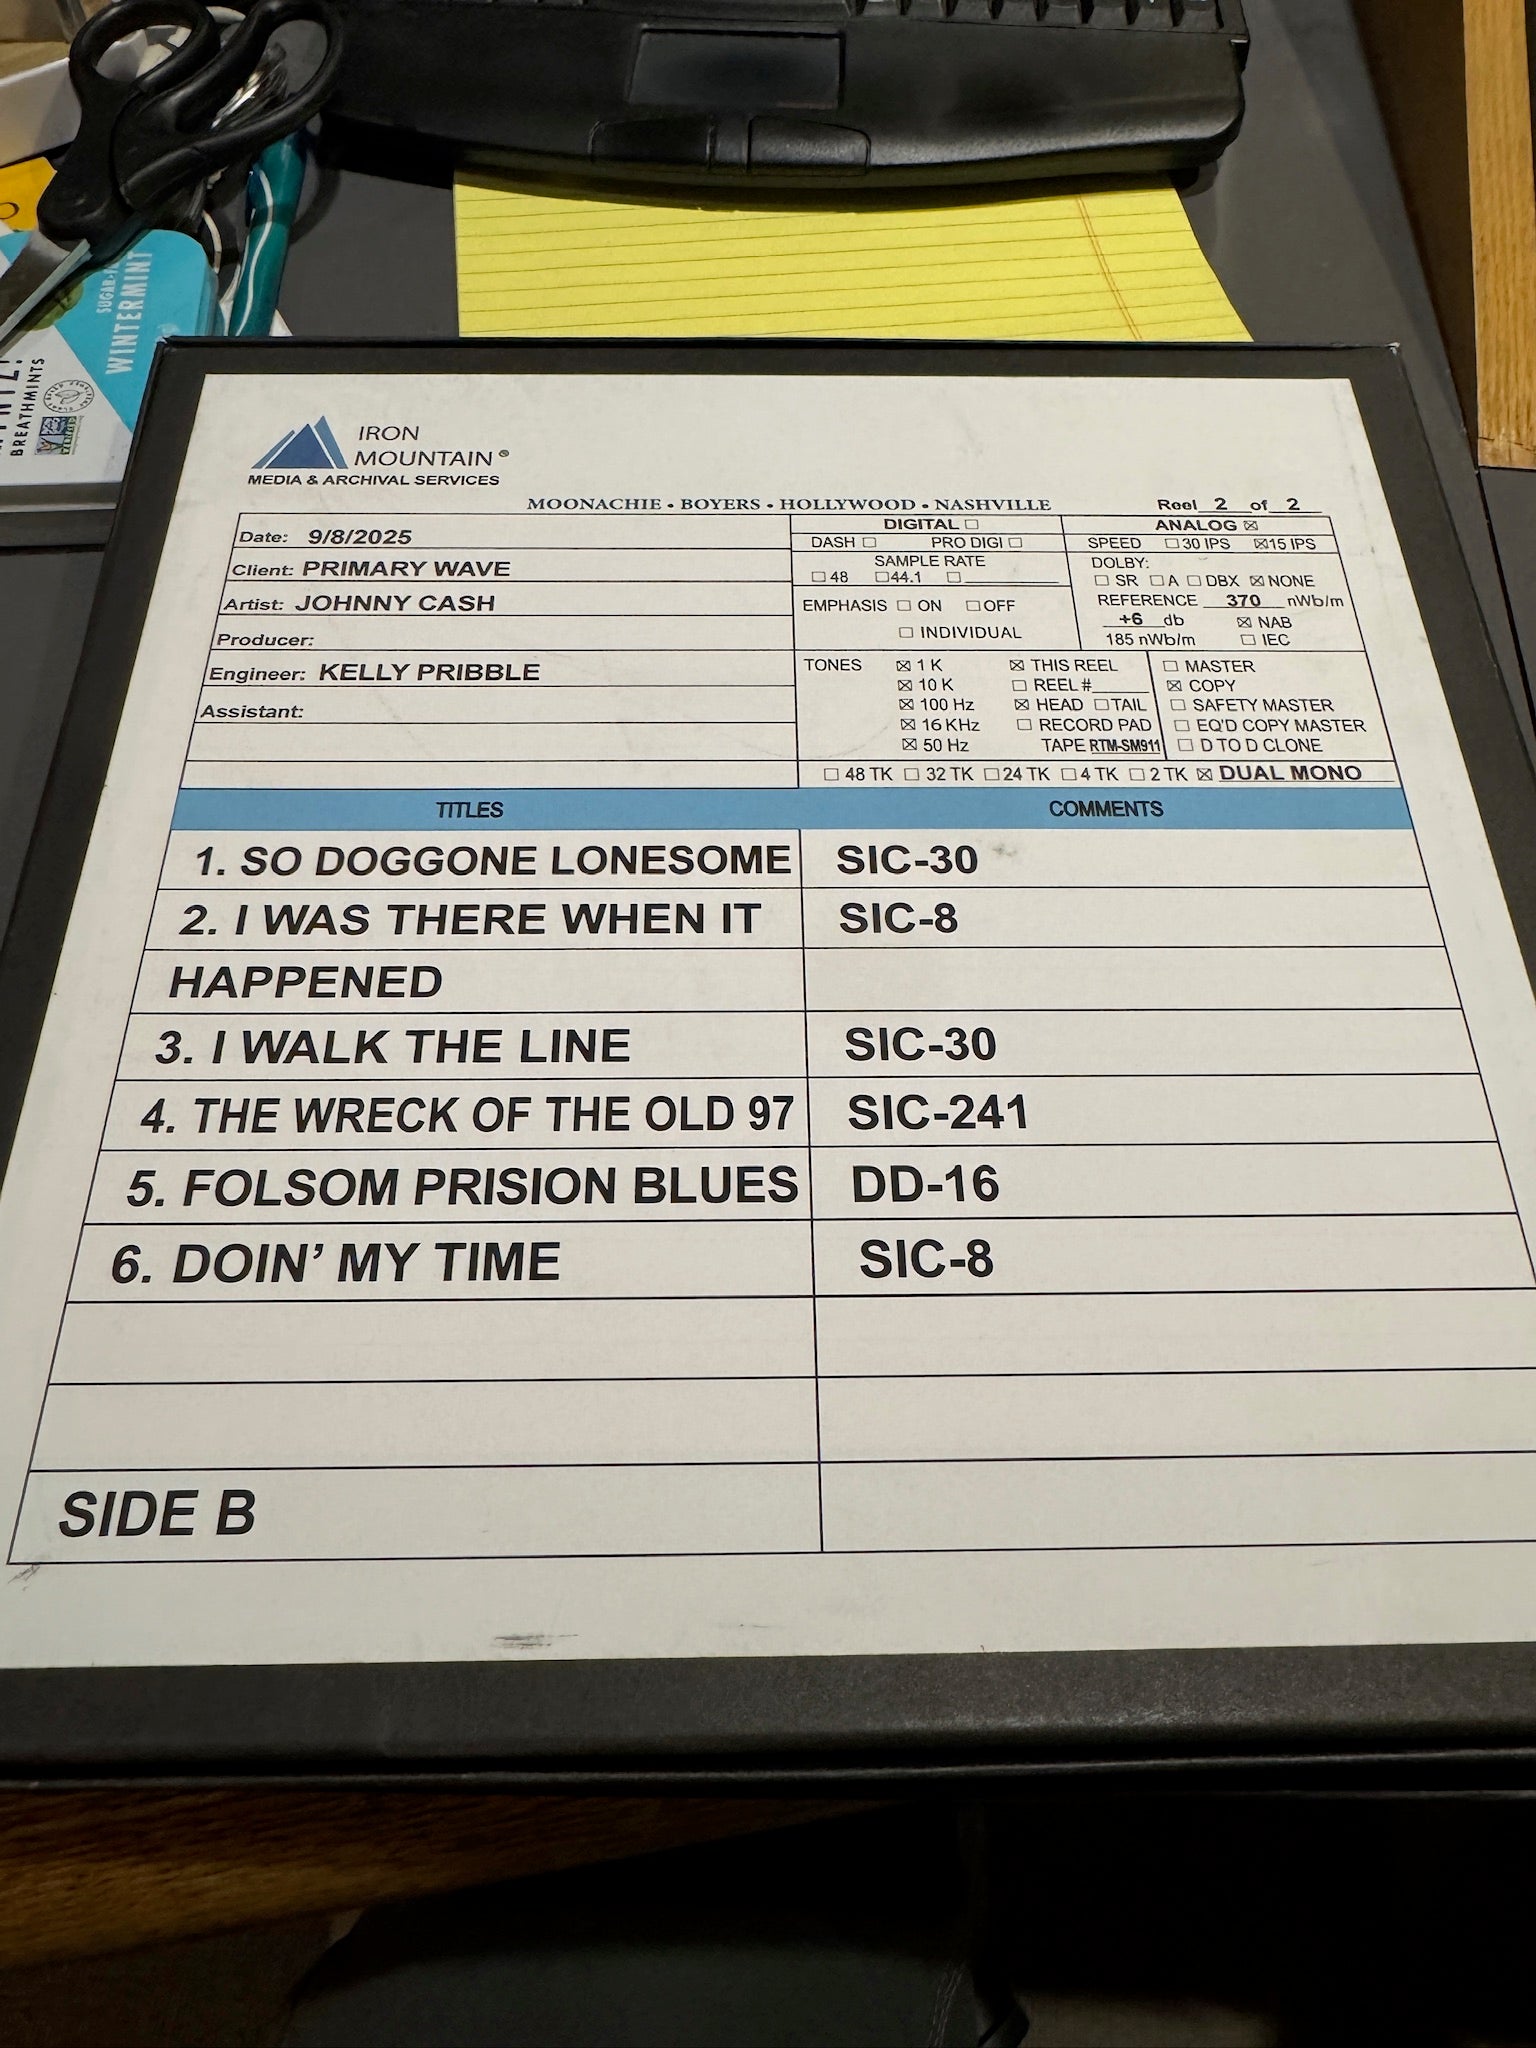 SUGAR-F
WINTERMINT
BREATHMINTS
IRON
MOUNTAIN®
MEDIA & ARCHIVAL SERVICES
MOONACHIE • BOYERS • HOLLYWOOD • NASHVILLE
Reel 2 of 2
Date: 9/8/2025
Client: PRIMARY WAVE
Artist: JOHNNY CASH
Producer:
Engineer: KELLY PRIBBLE
Assistant:
DIGITAL ☐
DASH ☐ PRO DIGI ☐
SAMPLE RATE
☐ 48 ☐ 44.1 ☐
EMPHASIS ☐ ON ☐ OFF
☐ INDIVIDUAL
ANALOG ☒
SPEED ☐ 30 IPS ☒ 15 IPS
DOLBY:
☐ SR ☐ A ☐ DBX ☒ NONE
REFERENCE 370 nWb/m
+6 db ☒ NAB
185 nWb/m ☐ IEC
TONES ☒ 1 K ☒ THIS REEL
☒ 10 K ☐ REEL #
☒ 100 Hz ☒ HEAD ☐ TAIL
☒ 16 KHz ☐ RECORD PAD
☒ 50 Hz TAPE RTM-SM911
☐ MASTER
☒ COPY
☐ SAFETY MASTER
☐ EQ'D COPY MASTER
☐ D TO D CLONE
☐ 48 TK ☐ 32 TK ☐ 24 TK ☐ 4 TK ☐ 2 TK ☒ DUAL MONO
TITLES COMMENTS
1. SO DOGGONE LONESOME SIC-30
2. I WAS THERE WHEN IT SIC-8
HAPPENED
3. I WALK THE LINE SIC-30
4. THE WRECK OF THE OLD 97 SIC-241
5. FOLSOM PRISION BLUES DD-16
6. DOIN' MY TIME SIC-8
SIDE B